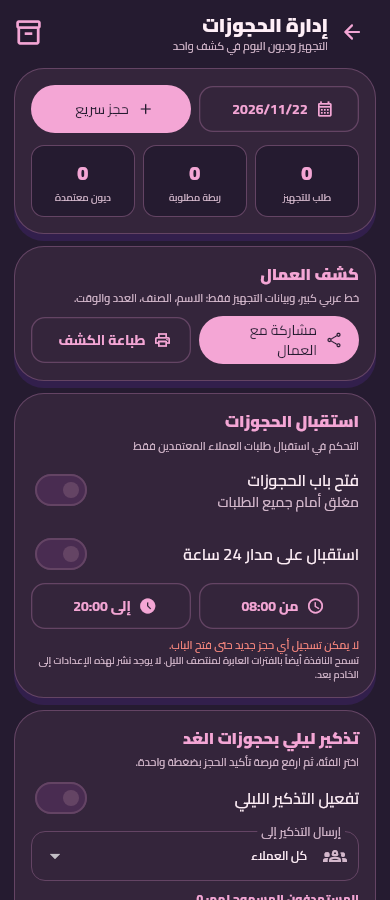 إدارة الحجوزات
التجهيز وديون اليوم في كشف واحد
2026/11/22
حجز سريع
0
طلب للتجهيز
0
ربطة مطلوبة
0
ديون معتمدة
كشف العمال
خط عربي كبير، وبيانات التجهيز فقط: الاسم، الصنف، العدد والوقت.
مشاركة مع
العمال
طباعة الكشف
استقبال الحجوزات
التحكم في استقبال طلبات العملاء المعتمدين فقط
فتح باب الحجوزات
مغلق أمام جميع الطلبات
استقبال على مدار 24 ساعة
من 08:00
إلى 20:00
لا يمكن تسجيل أي حجز جديد حتى فتح الباب.
تسمح النافذة أيضاً بالفترات العابرة لمنتصف الليل. لا يوجد نشر لهذه الإعدادات إلى
الخادم بعد.
تذكير ليلي بحجوزات الغد
اختر الفئة، ثم ارفع فرصة تأكيد الحجز بضغطة واحدة.
تفعيل التذكير الليلي
إرسال التذكير إلى
كل العملاء
المستهدفون المسموح لهم: 0